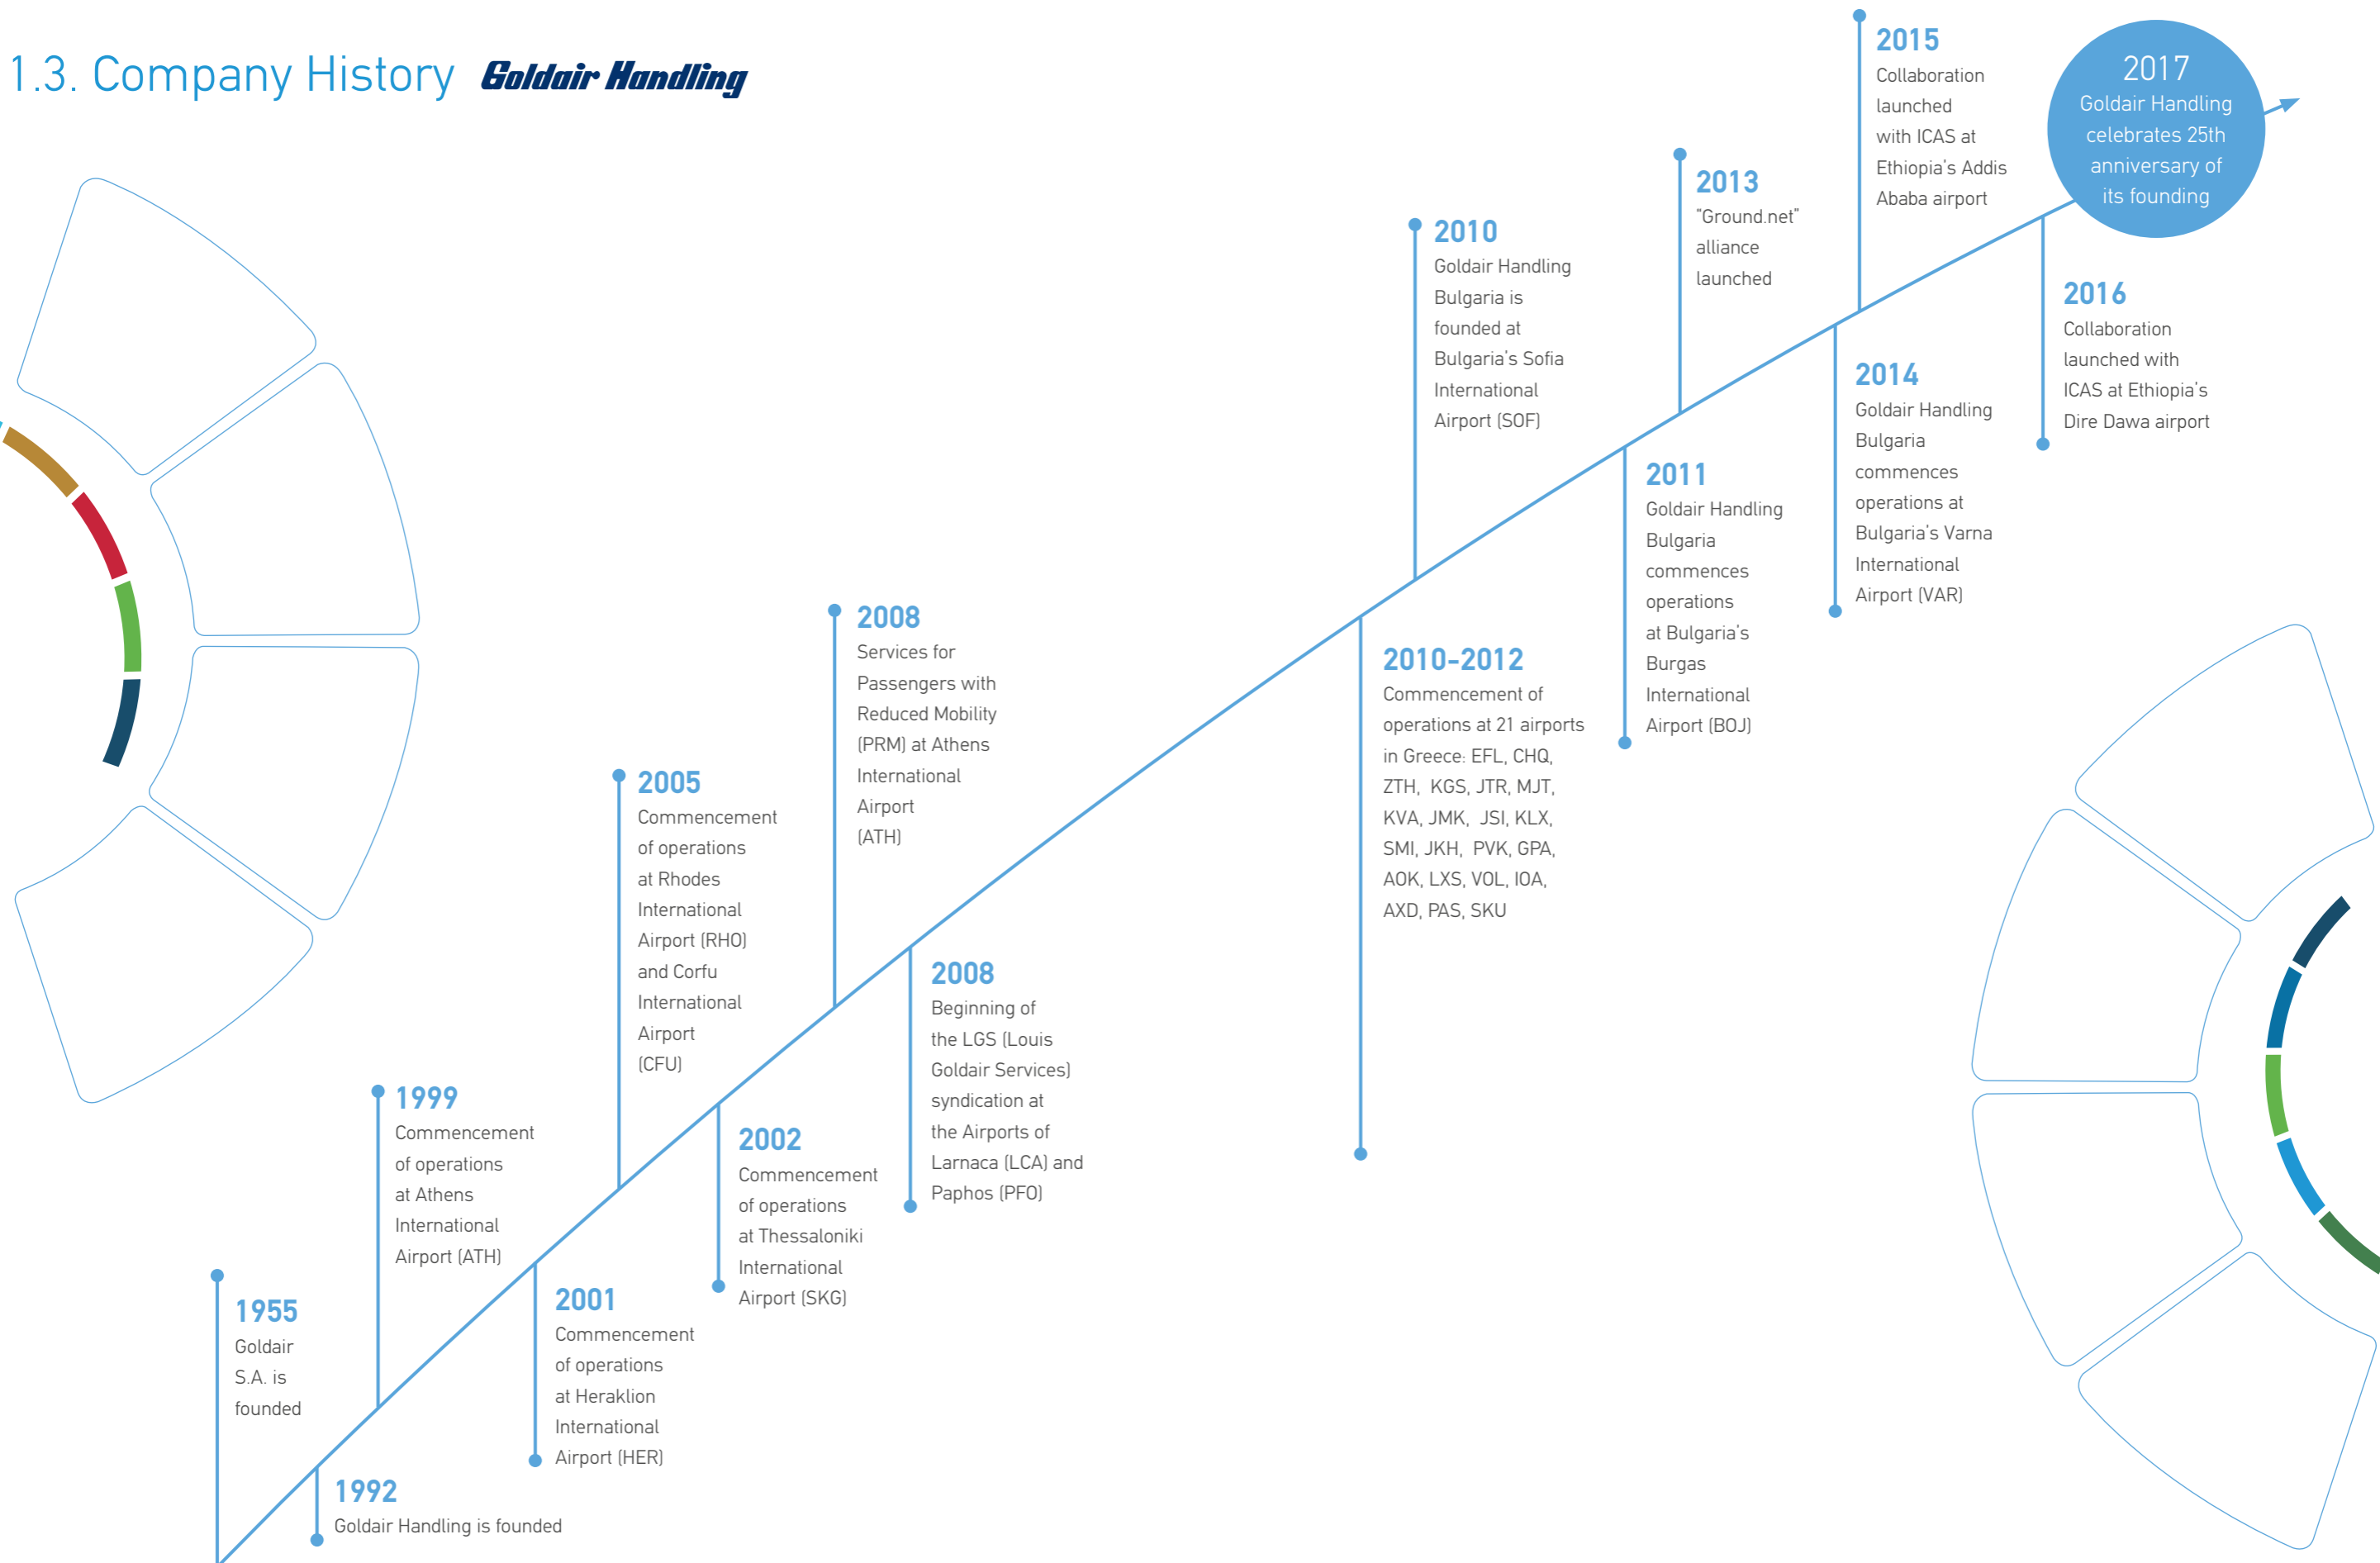 1.3. Company History Goldair Handling
1955
Goldair
S.A. is
founded
1992
Goldair Handling is founded
1999
Commencement
of operations
at Athens
International
Airport (ATH)
2001
Commencement
of operations
at Heraklion
International
Airport (HER)
2005
Commencement
of operations
at Rhodes
International
Airport (RHO)
and Corfu
International
Airport
(CFU)
2002
Commencement
of operations
at Thessaloniki
International
Airport (SKG)
2008
Services for
Passengers with
Reduced Mobility
(PRM) at Athens
International
Airport
(ATH)
2008
Beginning of
the LGS (Louis
Goldair Services)
syndication at
the Airports of
Larnaca (LCA) and
Paphos (PFO)
2010-2012
Commencement of
operations at 21 airports
in Greece: EFL, CHQ,
ZTH, KGS, JTR, MJT,
KVA, JMK, JSI, KLX,
SMI, JKH, PVK, GPA,
AOK, LXS, VOL, IOA,
AXD, PAS, SKU
2010
Goldair Handling
Bulgaria is
founded at
Bulgaria's Sofia
International
Airport (SOF)
2011
Goldair Handling
Bulgaria
commences
operations
at Bulgaria's
Burgas
International
Airport (BOJ)
2013
"Ground.net"
alliance
launched
2014
Goldair Handling
Bulgaria
commences
operations at
Bulgaria's Varna
International
Airport (VAR)
2015
Collaboration
launched
with ICAS at
Ethiopia's Addis
Ababa airport
2016
Collaboration
launched with
ICAS at Ethiopia's
Dire Dawa airport
2017
Goldair Handling
celebrates 25th
anniversary of
its founding